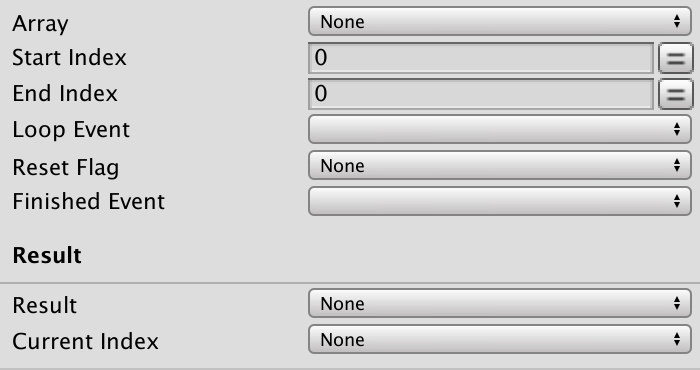 Array None
Start Index 0 =
End Index 0 =
Loop Event
Reset Flag None
Finished Event
Result
Result None
Current Index None